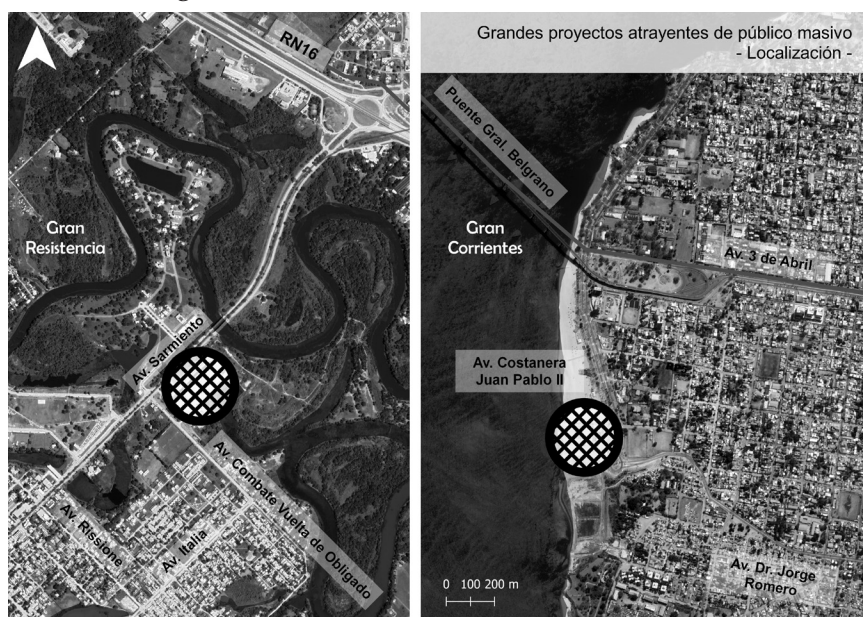 RN16
Gran
Resistencia
Av. Sarmiento
Av. Rissione
Av. Italia
Av. Combate Vuelta de Obligado
Grandes proyectos atrayentes de público masivo
- Localización -
Puente Gral. Belgrano
Gran
Corrientes
Av. 3 de Abril
Av. Costanera
Juan Pablo II
Av. Dr. Jorge
Romero
0 100 200 m